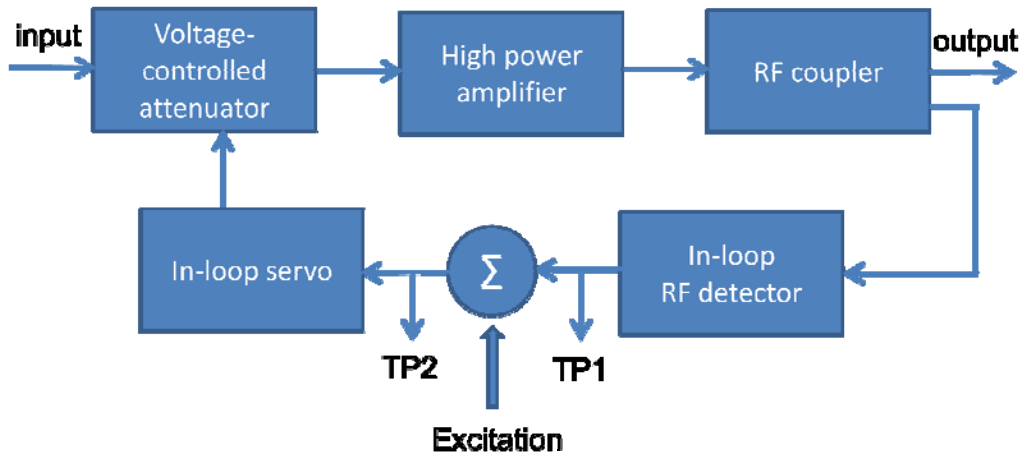 input
Voltage-
controlled
attenuator
High power
amplifier
RF coupler
output
In-loop servo
Σ
In-loop
RF detector
TP2
TP1
Excitation